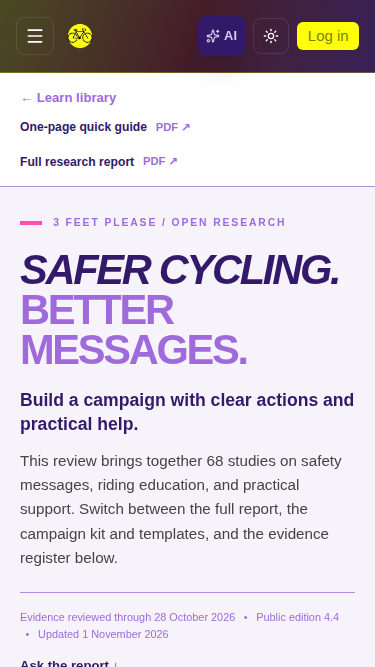 AI
Log in
← Learn library
One-page quick guide PDF ↗
Full research report PDF ↗
3 FEET PLEASE / OPEN RESEARCH
SAFER CYCLING.
BETTER
MESSAGES.
Build a campaign with clear actions and
practical help.
This review brings together 68 studies on safety
messages, riding education, and practical
support. Switch between the full report, the
campaign kit and templates, and the evidence
register below.
Evidence reviewed through 28 October 2026 • Public edition 4.4
• Updated 1 November 2026
Ask the report ↓